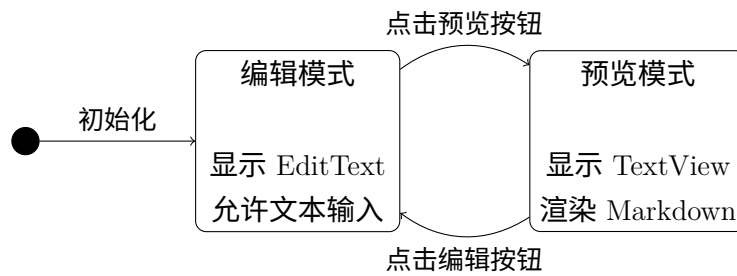 点击预览按钮
编辑模式
预览模式
初始化
显示 EditText
显示 TextView
允许文本输入
渲染 Markdown
点击编辑按钮